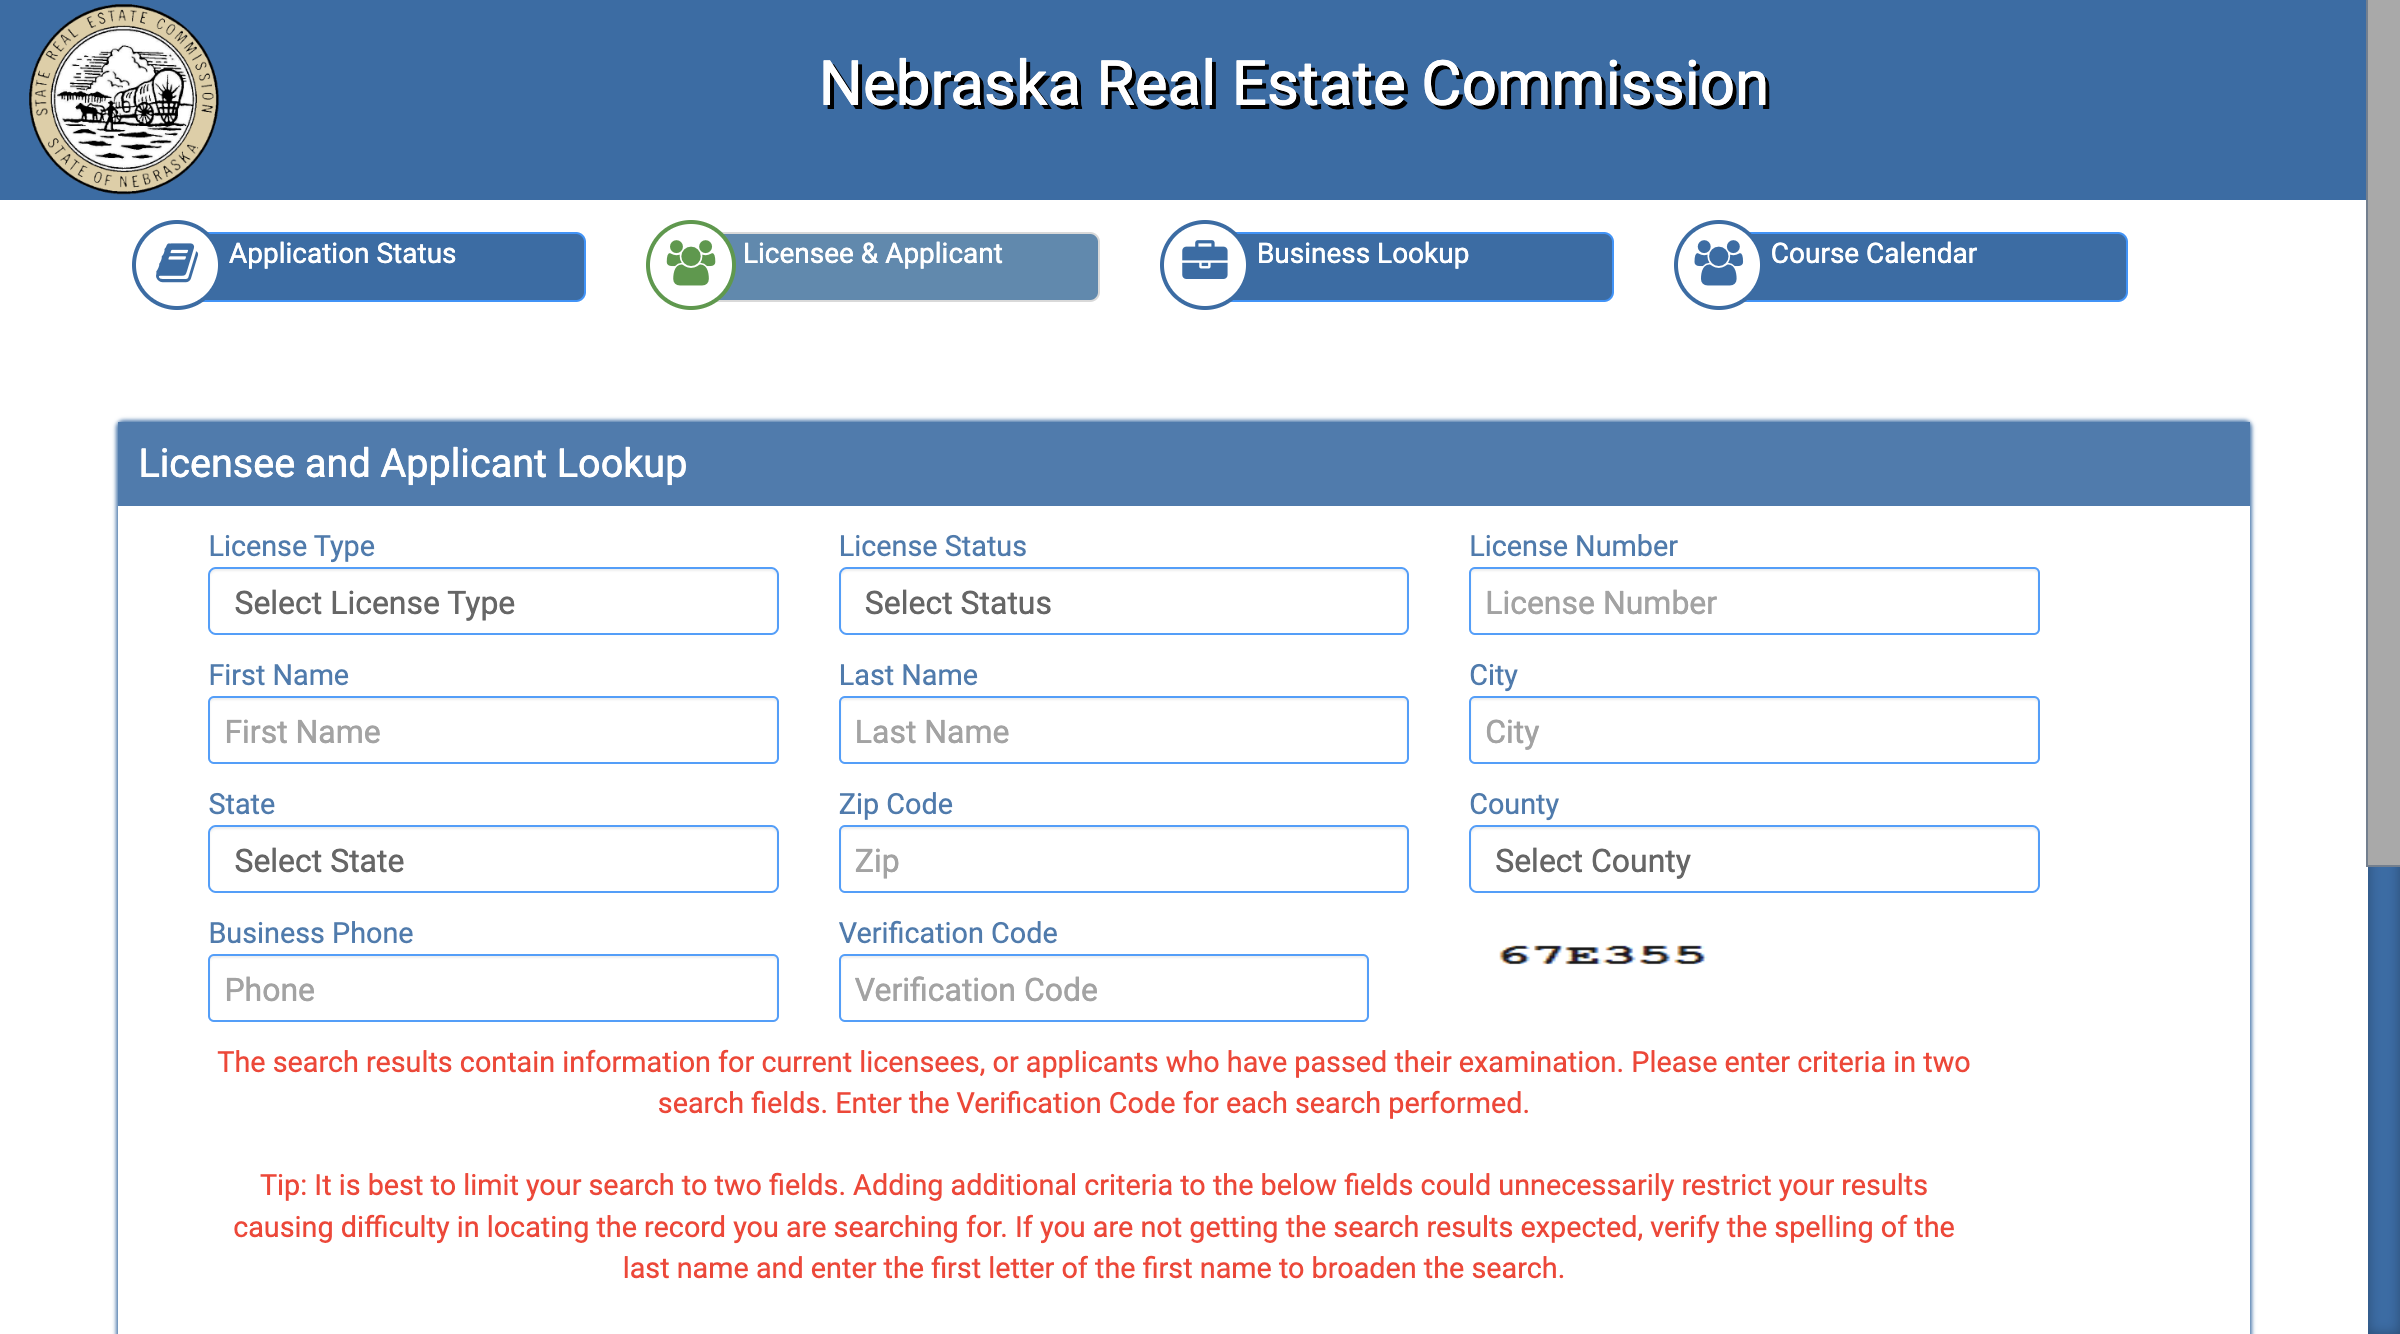 STATE REAL ESTATE COMMISSION
STATE OF NEBRASKA
Nebraska Real Estate Commission
Application Status
Licensee & Applicant
Business Lookup
Course Calendar
Licensee and Applicant Lookup
License Type
License Status
License Number
Select License Type
Select Status
License Number
First Name
Last Name
City
First Name
Last Name
City
State
Zip Code
County
Select State
Zip
Select County
Business Phone
Verification Code
67E355
Phone
Verification Code
The search results contain information for current licensees, or applicants who have passed their examination. Please enter criteria in two
search fields. Enter the Verification Code for each search performed.
Tip: It is best to limit your search to two fields. Adding additional criteria to the below fields could unnecessarily restrict your results
causing difficulty in locating the record you are searching for. If you are not getting the search results expected, verify the spelling of the
last name and enter the first letter of the first name to broaden the search.